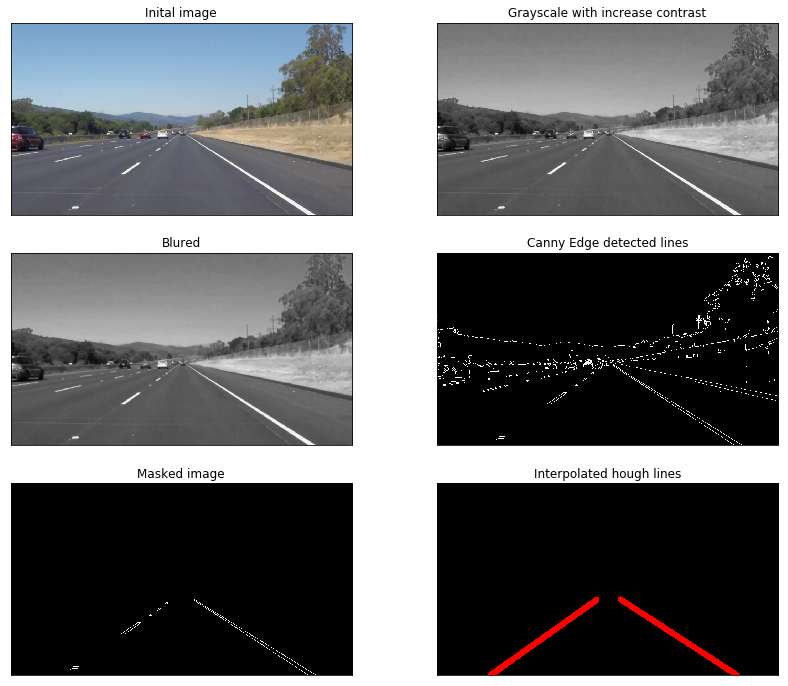 Inital image
Grayscale with increase contrast
Blured
Canny Edge detected lines
Masked image
Interpolated hough lines